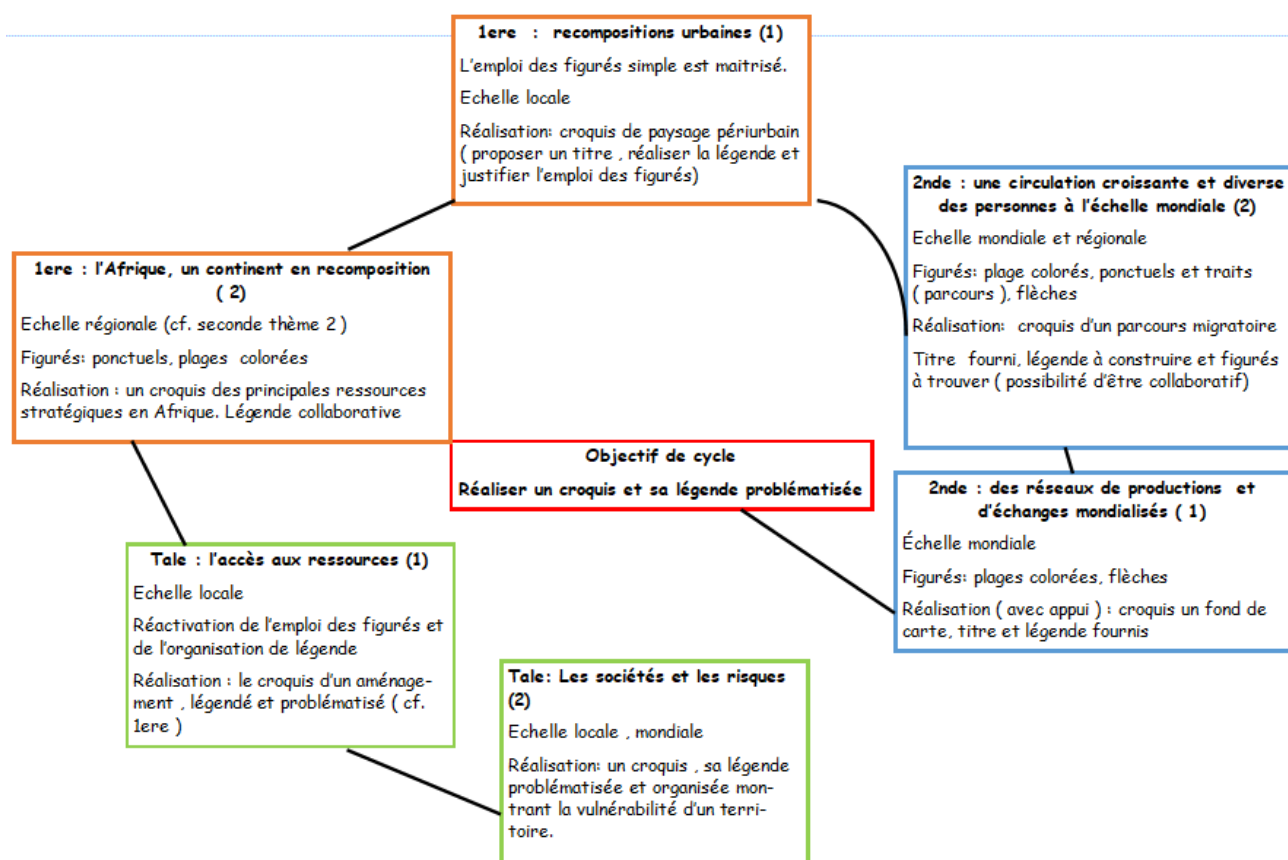 1ere : recompositions urbaines (1)
L'emploi des figurés simple est maitrisé.
Echelle locale
Réalisation: croquis de paysage périurbain
( proposer un titre , réaliser la légende et
justifier l'emploi des figurés)
2nde : une circulation croissante et diverse
des personnes à l'échelle mondiale (2)
Echelle mondiale et régionale
Figurés: plage colorés, ponctuels et traits
( parcours ), flèches
Réalisation: croquis d'un parcours migratoire
Titre fourni, légende à construire et figurés
à trouver ( possibilité d'être collaboratif)
1ere : l'Afrique, un continent en recomposition
( 2)
Echelle régionale (cf. seconde thème 2 )
Figurés: ponctuels, plages colorées
Réalisation : un croquis des principales ressources
stratégiques en Afrique. Légende collaborative
Objectif de cycle
Réaliser un croquis et sa légende problématisée
2nde : des réseaux de productions et
d'échanges mondialisés ( 1)
Échelle mondiale
Figurés: plages colorées, flèches
Réalisation ( avec appui ) : croquis un fond de
carte, titre et légende fournis
Tale : l'accès aux ressources (1)
Echelle locale
Réactivation de l'emploi des figurés et
de l'organisation de légende
Réalisation : le croquis d'un aménage-
ment , légendé et problématisé ( cf.
1ere )
Tale: Les sociétés et les risques
(2)
Echelle locale , mondiale
Réalisation: un croquis , sa légende
problématisée et organisée mon-
trant la vulnérabilité d'un terri-
toire.